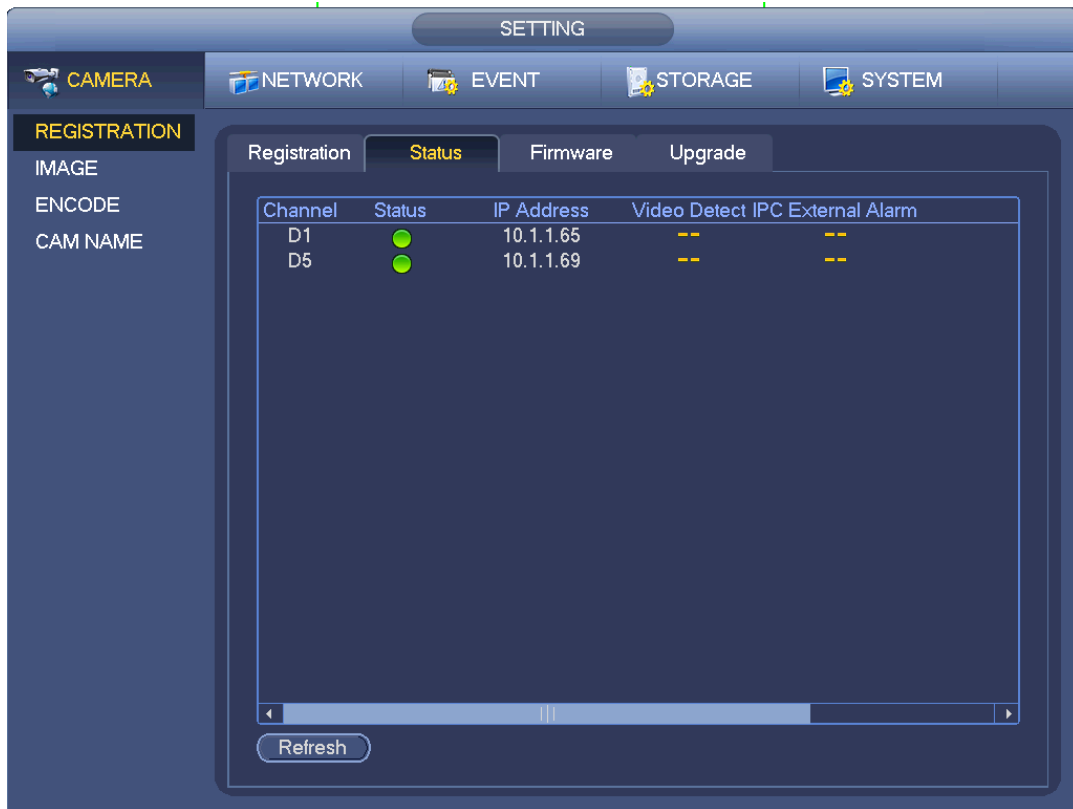 SETTING
CAMERA NETWORK EVENT STORAGE SYSTEM
REGISTRATION
IMAGE
ENCODE
CAM NAME
Registration Status Firmware Upgrade
Channel Status IP Address Video Detect IPC External Alarm
D1 10.1.1.65 -- --
D5 10.1.1.69 -- --
Refresh